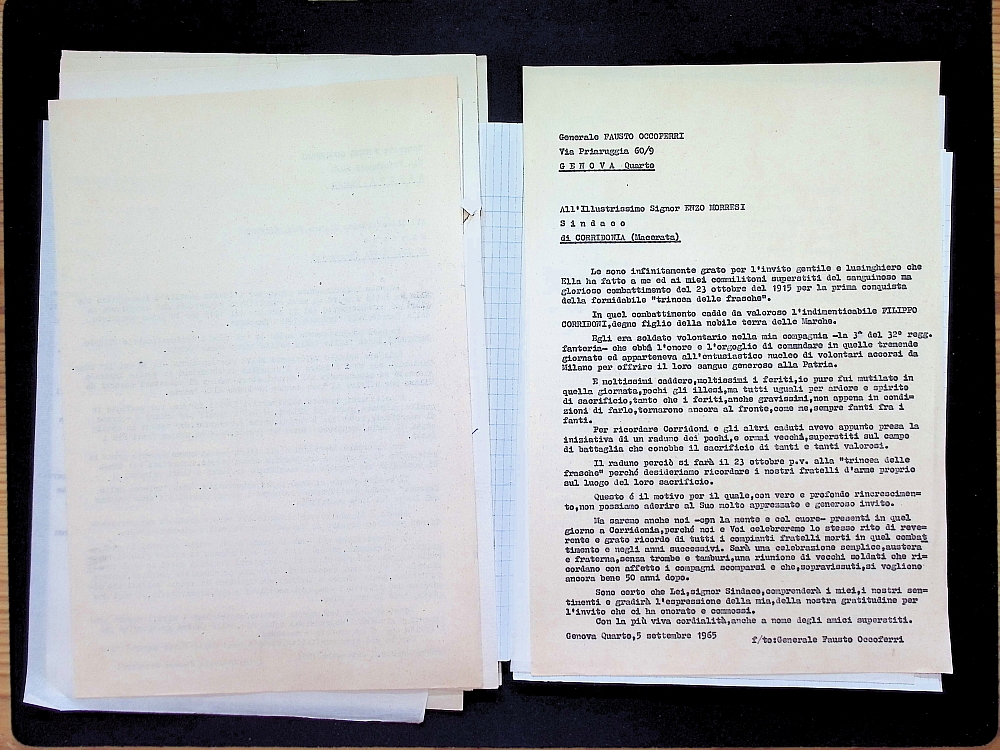 Generale FAUSTO OCCOFERRI
Via Priaruggia 60/9
G E N O V A Quarto
All'Illustrissimo Signor ENZO MORRESI
S i n d a c o
di CORRIDONIA (Macerata)
Le sono infinitamente grato per l'invito gentile e lusinghiero che
Ella ha fatto a me ed ai miei commilitoni superstiti del sanguinoso ma
glorioso combattimento del 23 ottobre del 1915 per la prima conquista
della formidabile "trincea delle frasche".
In quel combattimento cadde da valoroso l'indimenticabile FILIPPO
CORRIDONI,degno figlio della nobile terra delle Marche.
Egli era soldato volontario nella mia compagnia -la 3^ del 32° regg.
fanteria- che ebbi l'onore e l'orgoglio di comandare in quelle tremende
giornate ed apparteneva all'entusiastico nucleo di volontari accorsi da
Milano per offrire il loro sangue generoso alla Patria.
E moltissimi caddero,moltissimi i feriti,io pure fui mutilato in
quella giornata,pochi gli illesi,ma tutti uguali per ardore e spirito
di sacrificio,tanto che i feriti,anche gravissimi,non appena in condi=
zioni di farlo,tornarono ancora al fronte,come me,sempre fanti fra i
fanti.
Per ricordare Corridoni e gli altri caduti avevo appunto presa la
iniziativa di un raduno dei pochi,e ormai vecchi,superstiti sul campo
di battaglia che conobbe il sacrificio di tanti e tanti valorosi.
Il raduno perciò si farà il 23 ottobre p.v. alla "trincea delle
frasche" perché desideriamo ricordare i nostri fratelli d'arme proprio
sul luogo del loro sacrificio.
Questo é il motivo per il quale,con vero e profondo rincrescimen=
to,non possiamo aderire al Suo molto apprezzato e generoso invito.
Ma saremo anche noi -con la mente e col cuore- presenti in quel
giorno a Corridonia,perché noi e Voi celebreremo lo stesso rito di reve=
rente e grato ricordo di tutti i compianti fratelli morti in quel combat
timento e negli anni successivi. Sarà una celebrazione semplice,austera
e fraterna,senza trombe e tamburi,una riunione di vecchi soldati che ri=
cordano con affetto i compagni scomparsi e che,sopravissuti,si vogliono
ancora bene 50 anni dopo.
Sono certo che Lei,signor Sindaco,comprenderà i miei,i nostri sen=
timenti e gradirà l'espressione della mia,della nostra gratitudine per
l'invito che ci ha onorato e commossi.
Con la più viva cordialità,anche a nome degli amici superstiti.
Genova Quarto,5 settembre 1965
f/to:Generale Fausto Occoferri